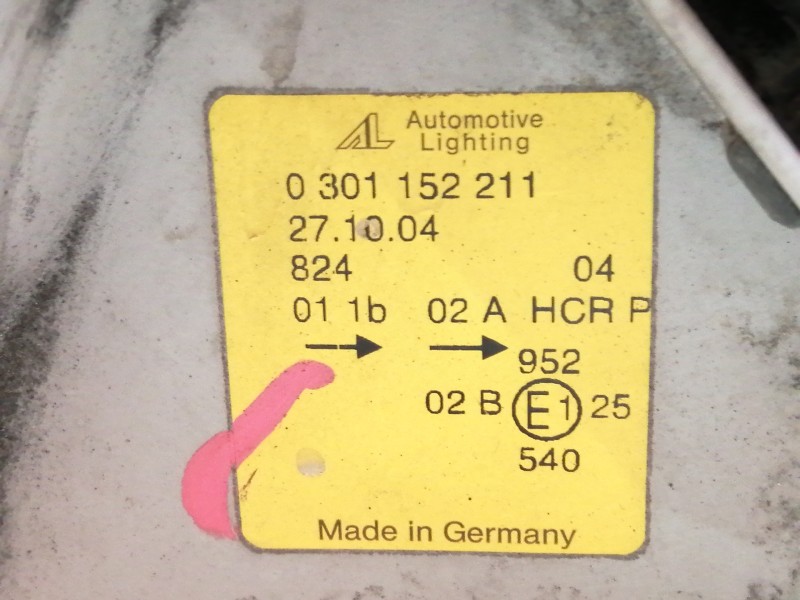 AL Automotive
Lighting
0 301 152 211
27.10.04
824 04
01 1b 02 A HCR P
952
02 B E1 25
540
Made in Germany